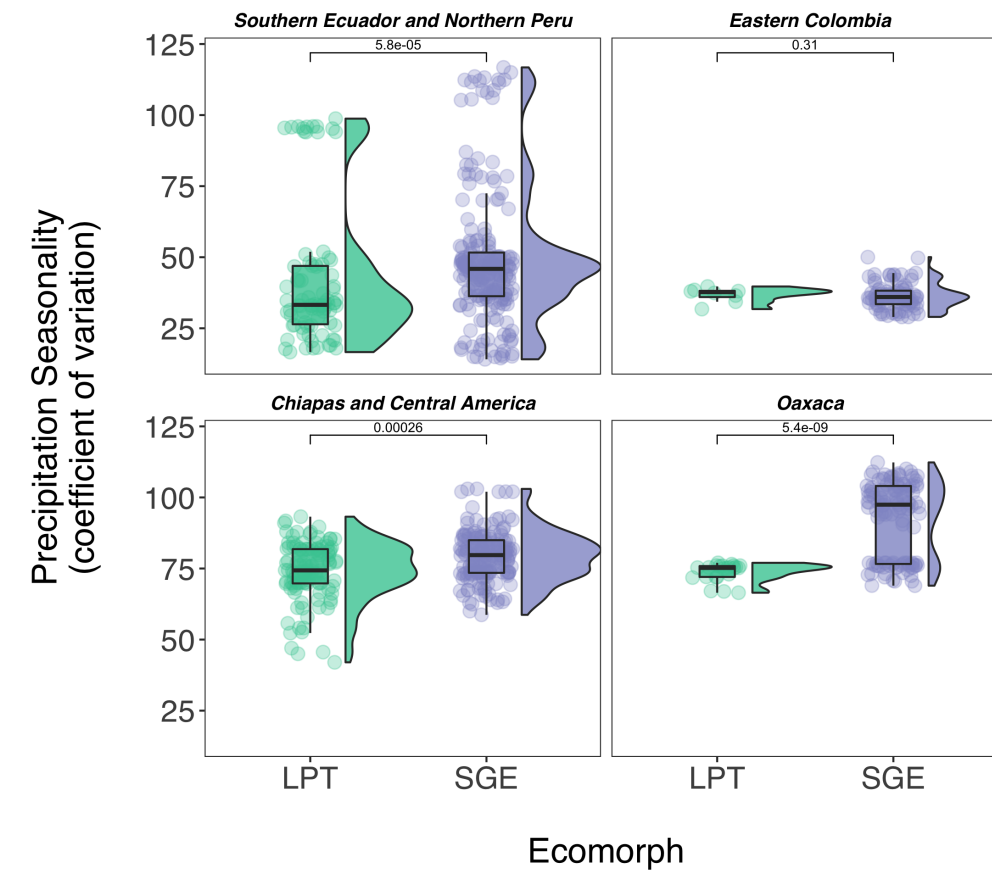 Southern Ecuador and Northern Peru
Eastern Colombia
125
5.8e-05
0.31
100
75
50
25
Chiapas and Central America
Oaxaca
125
0.00026
5.4e-09
100
75
50
25
Precipitation Seasonality
(coefficient of variation)
LPT
SGE
LPT
SGE
Ecomorph